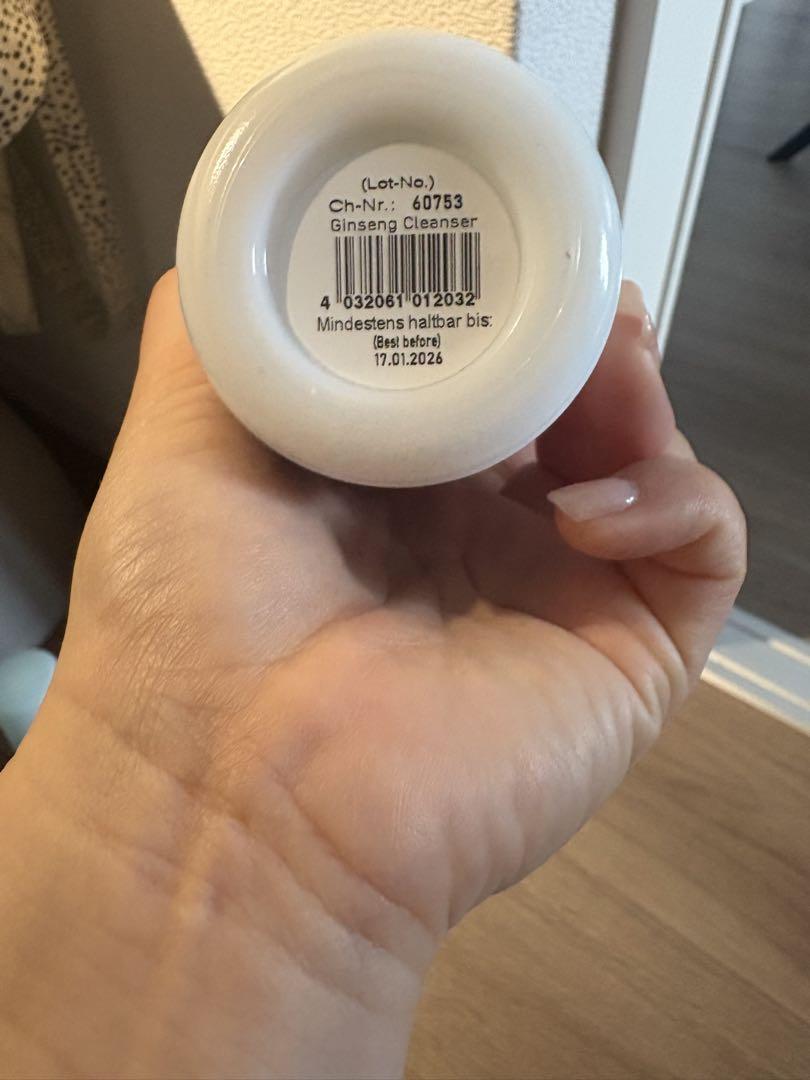 (Lot-No.)
Ch-Nr.: 60753
Ginseng Cleanser
4 032061 012032
Mindestens haltbar bis:
(Best before)
17.01.2026